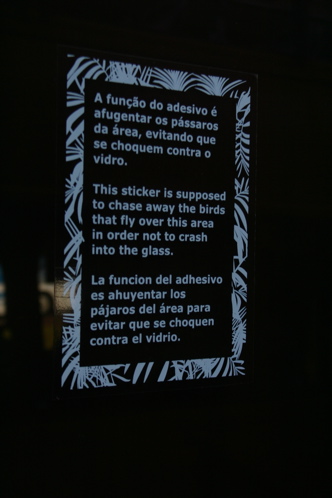 A função do adesivo é
afugentar os pássaros
da área, evitando que
se choquem contra o
vidro.
This sticker is supposed
to chase away the birds
that fly over this area
in order not to crash
into the glass.
La funcion del adhesivo
es ahuyentar los
pájaros del área para
evitar que se choquen
contra el vidrio.